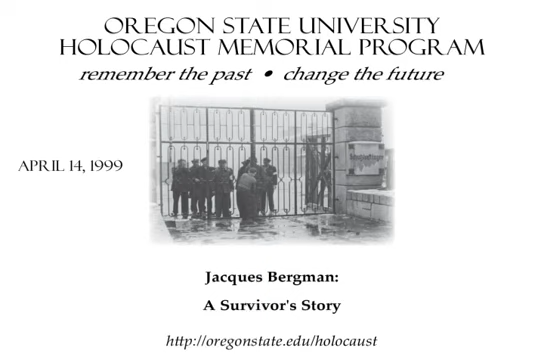 OREGON STATE UNIVERSITY
HOLOCAUST MEMORIAL PROGRAM
remember the past • change the future
APRIL 14, 1999
Jacques Bergman:
A Survivor's Story
http://oregonstate.edu/holocaust